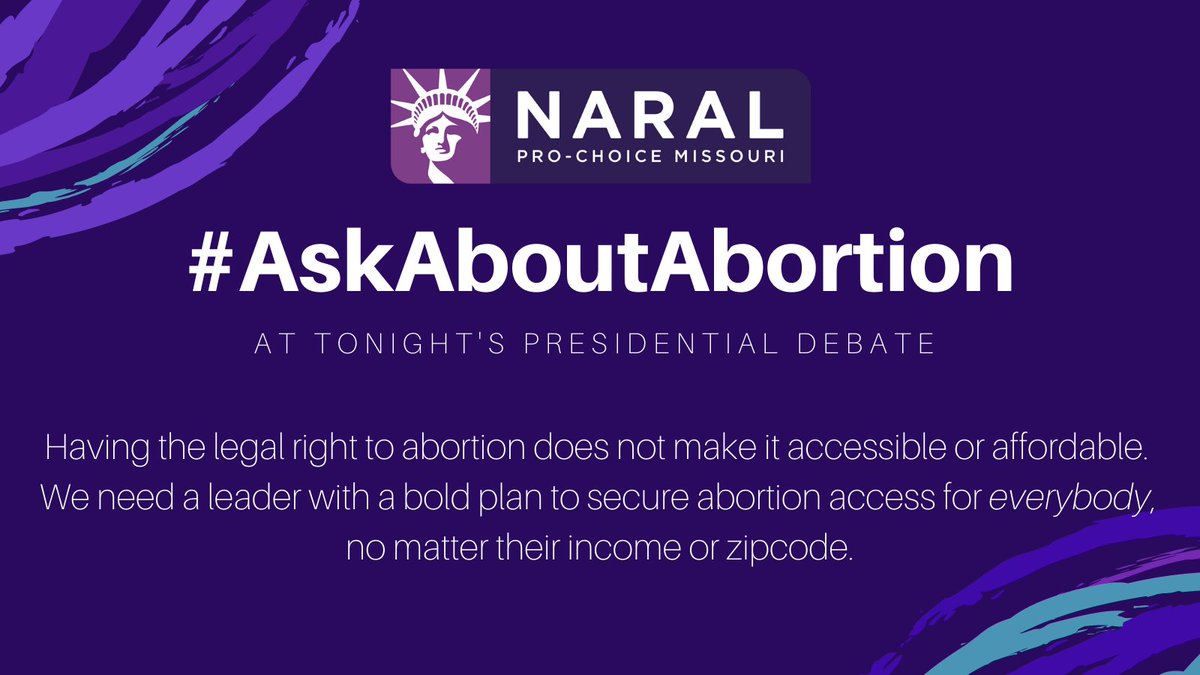 NARAL
PRO-CHOICE MISSOURI
#AskAboutAbortion
AT TONIGHT'S PRESIDENTIAL DEBATE
Having the legal right to abortion does not make it accessible or affordable.
We need a leader with a bold plan to secure abortion access for everybody,
no matter their income or zipcode.